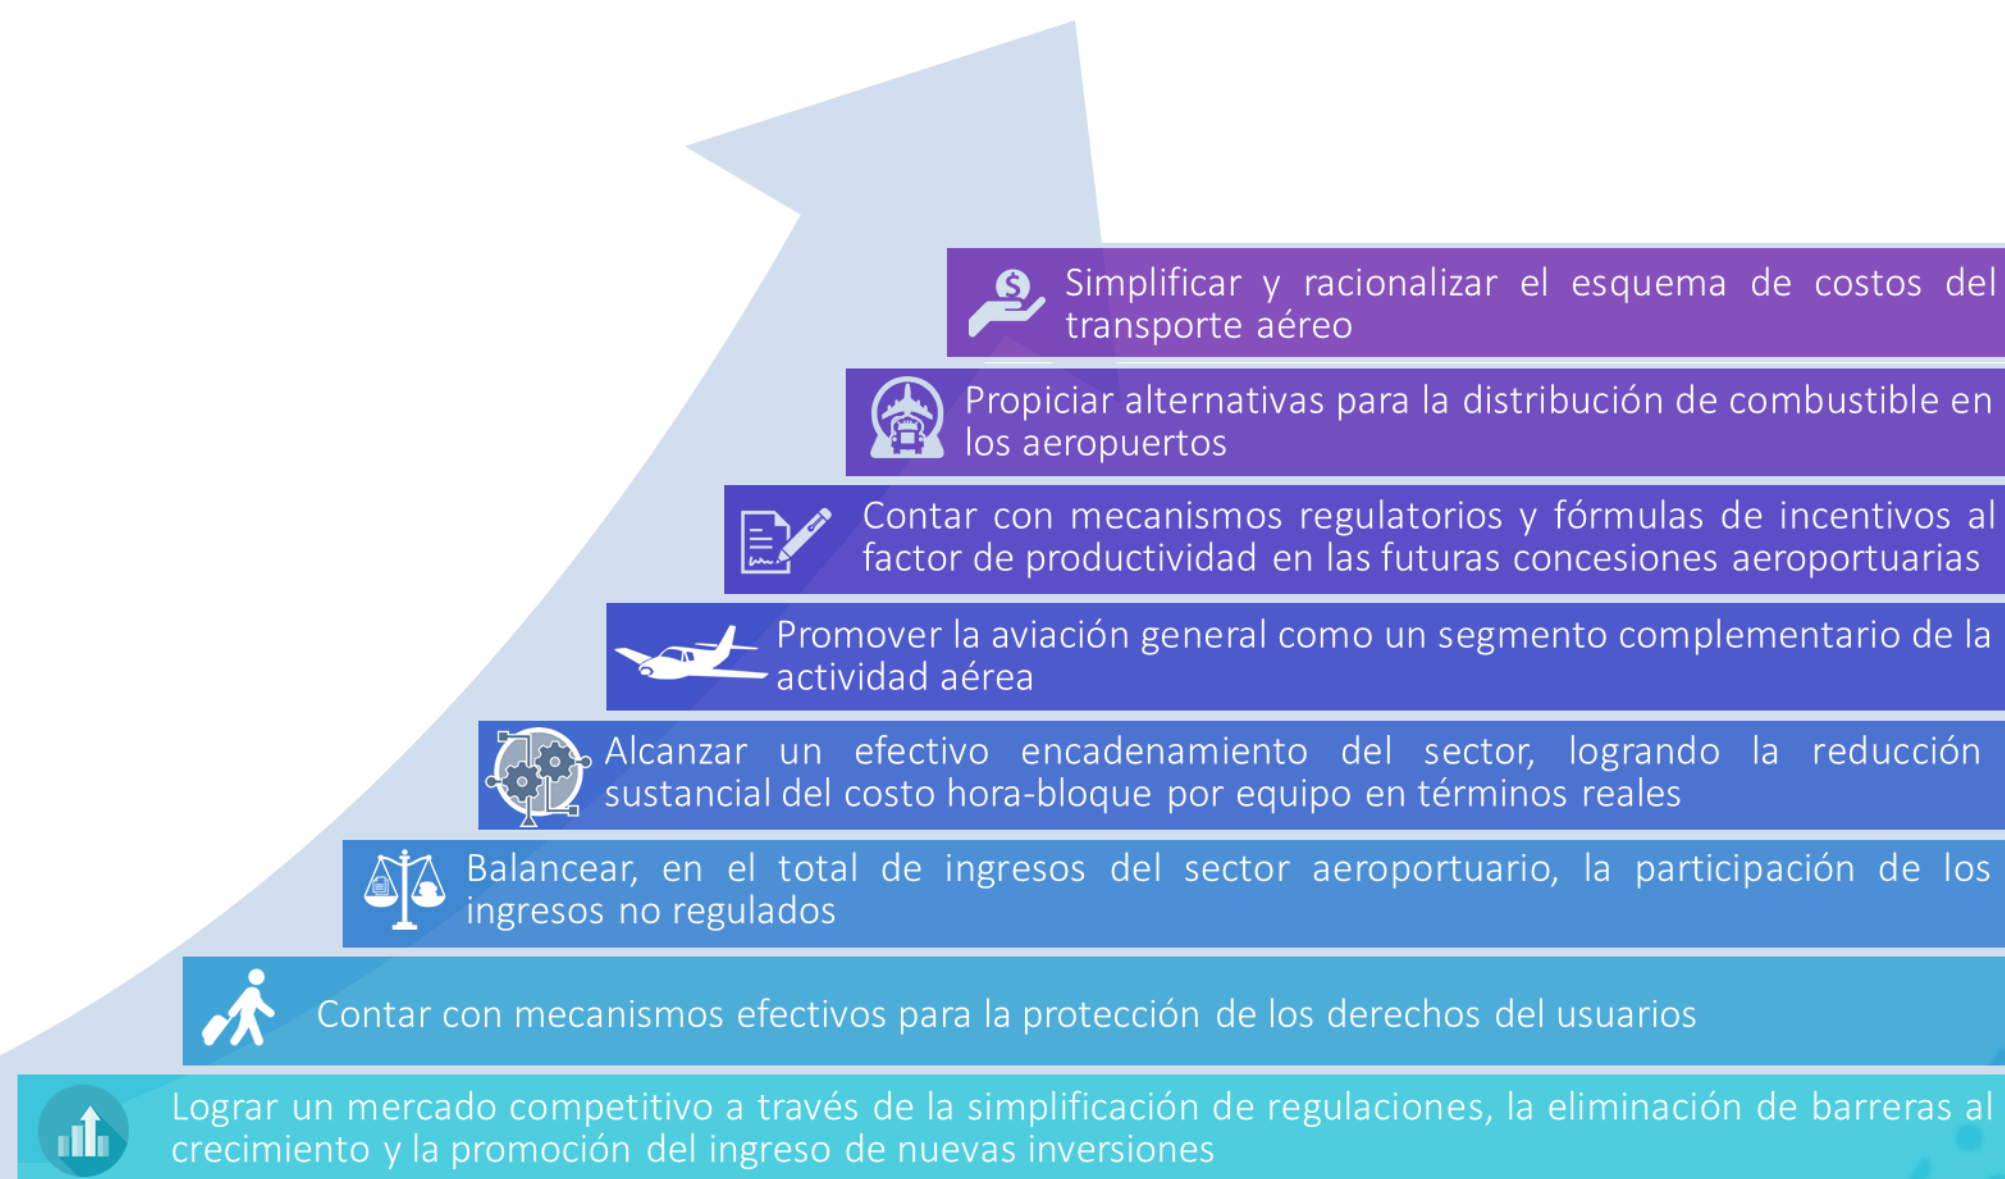 Simplificar y racionalizar el esquema de costos del
transporte aéreo
Propiciar alternativas para la distribución de combustible en
los aeropuertos
Contar con mecanismos regulatorios y fórmulas de incentivos al
factor de productividad en las futuras concesiones aeroportuarias
Promover la aviación general como un segmento complementario de la
actividad aérea
Alcanzar un efectivo encadenamiento del sector, logrando la reducción
sustancial del costo hora-bloque por equipo en términos reales
Balancear, en el total de ingresos del sector aeroportuario, la participación de los
ingresos no regulados
Contar con mecanismos efectivos para la protección de los derechos del usuarios
Lograr un mercado competitivo a través de la simplificación de regulaciones, la eliminación de barreras al
crecimiento y la promoción del ingreso de nuevas inversiones